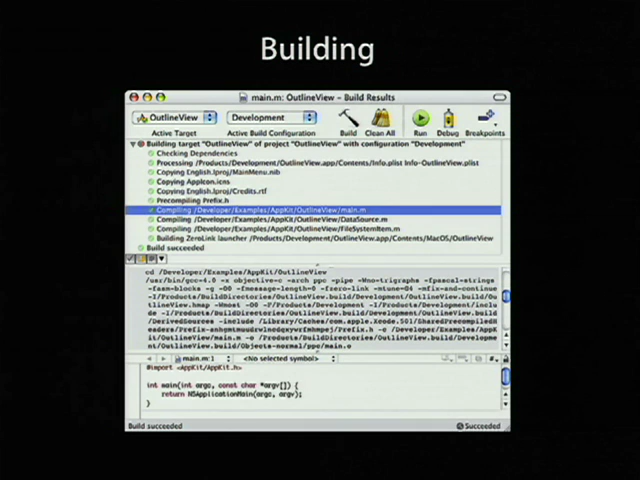 Building
main.m: OutlineView – Build Results
OutlineView
Development
Active Target
Active Build Configuration
Build
Clean All
Run
Debug
Breakpoints
Building target "OutlineView" of project "OutlineView" with configuration "Development"
Checking Dependencies
Processing /Products/Development/OutlineView.app/Contents/Info.plist Info-OutlineView.plist
Copying English.lproj/MainMenu.nib
Copying AppIcon.icns
Copying English.lproj/Credits.rtf
Precompiling Prefix.h
Compiling /Developer/Examples/AppKit/OutlineView/main.m
Compiling /Developer/Examples/AppKit/OutlineView/DataSource.m
Compiling /Developer/Examples/AppKit/OutlineView/FileSystemItem.m
Building ZeroLink launcher /Products/Development/OutlineView.app/Contents/MacOS/OutlineView
Build succeeded
cd /Developer/Examples/AppKit/OutlineView
/usr/bin/gcc-4.0 -x objective-c -arch ppc -pipe -Wno-trigraphs -fpascal-strings
-fasm-blocks -g -O0 -fmessage-length=0 -fzero-link -mtune=G4 -mfix-and-continue
-I/Products/BuildDirectories/OutlineView.build/Development/OutlineView.build/Ou
tlineView.hmap -Wmost -O0 -F/Products/Development -I/Products/Development/inclu
de -I/Products/BuildDirectories/OutlineView.build/Development/OutlineView.build
/DerivedSources -include /Library/Caches/com.apple.Xcode.501/SharedPrecompiledH
/Prefix.h -c /Developer/Examples/AppK
it/OutlineView/main.m -o /Products/BuildDirectories/OutlineView.build/Developme
nt/OutlineView.build/Objects-normal/ppc/main.o
main.m:1
<No selected symbol>
#import <AppKit/AppKit.h>
int main(int argc, const char *argv[]) {
return NSApplicationMain(argc, argv);
}
Build succeeded
Succeeded